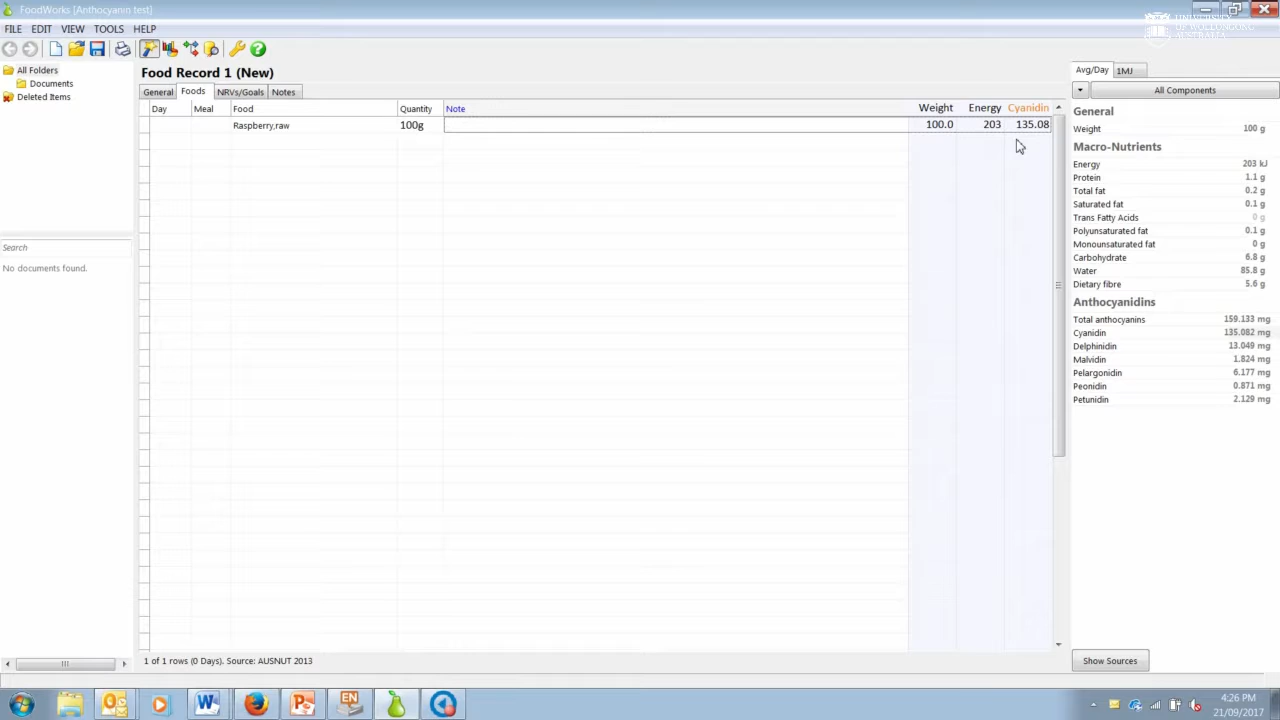 FoodWorks [Anthocyanin test]
UNIVERSITY
OF WOLLONGONG
AUSTRALIA
FILE EDIT VIEW TOOLS HELP
All Folders
Documents
Deleted Items
Search
No documents found.
Food Record 1 (New)
General Foods NRVs/Goals Notes
Day Meal Food Quantity Note Weight Energy Cyanidin
Raspberry,raw 100g 100.0 203 135.08
1 of 1 rows (0 Days). Source: AUSNUT 2013
Avg/Day 1MJ
All Components
General
Weight 100 g
Macro-Nutrients
Energy 203 kJ
Protein 1.1 g
Total fat 0.2 g
Saturated fat 0.1 g
Trans Fatty Acids 0 g
Polyunsaturated fat 0.1 g
Monounsaturated fat 0 g
Carbohydrate 6.8 g
Water 85.8 g
Dietary fibre 5.6 g
Anthocyanidins
Total anthocyanins 159.133 mg
Cyanidin 135.082 mg
Delphinidin 13.049 mg
Malvidin 1.824 mg
Pelargonidin 6.177 mg
Peonidin 0.871 mg
Petunidin 2.129 mg
Show Sources
EN
4:26 PM
21/09/2017